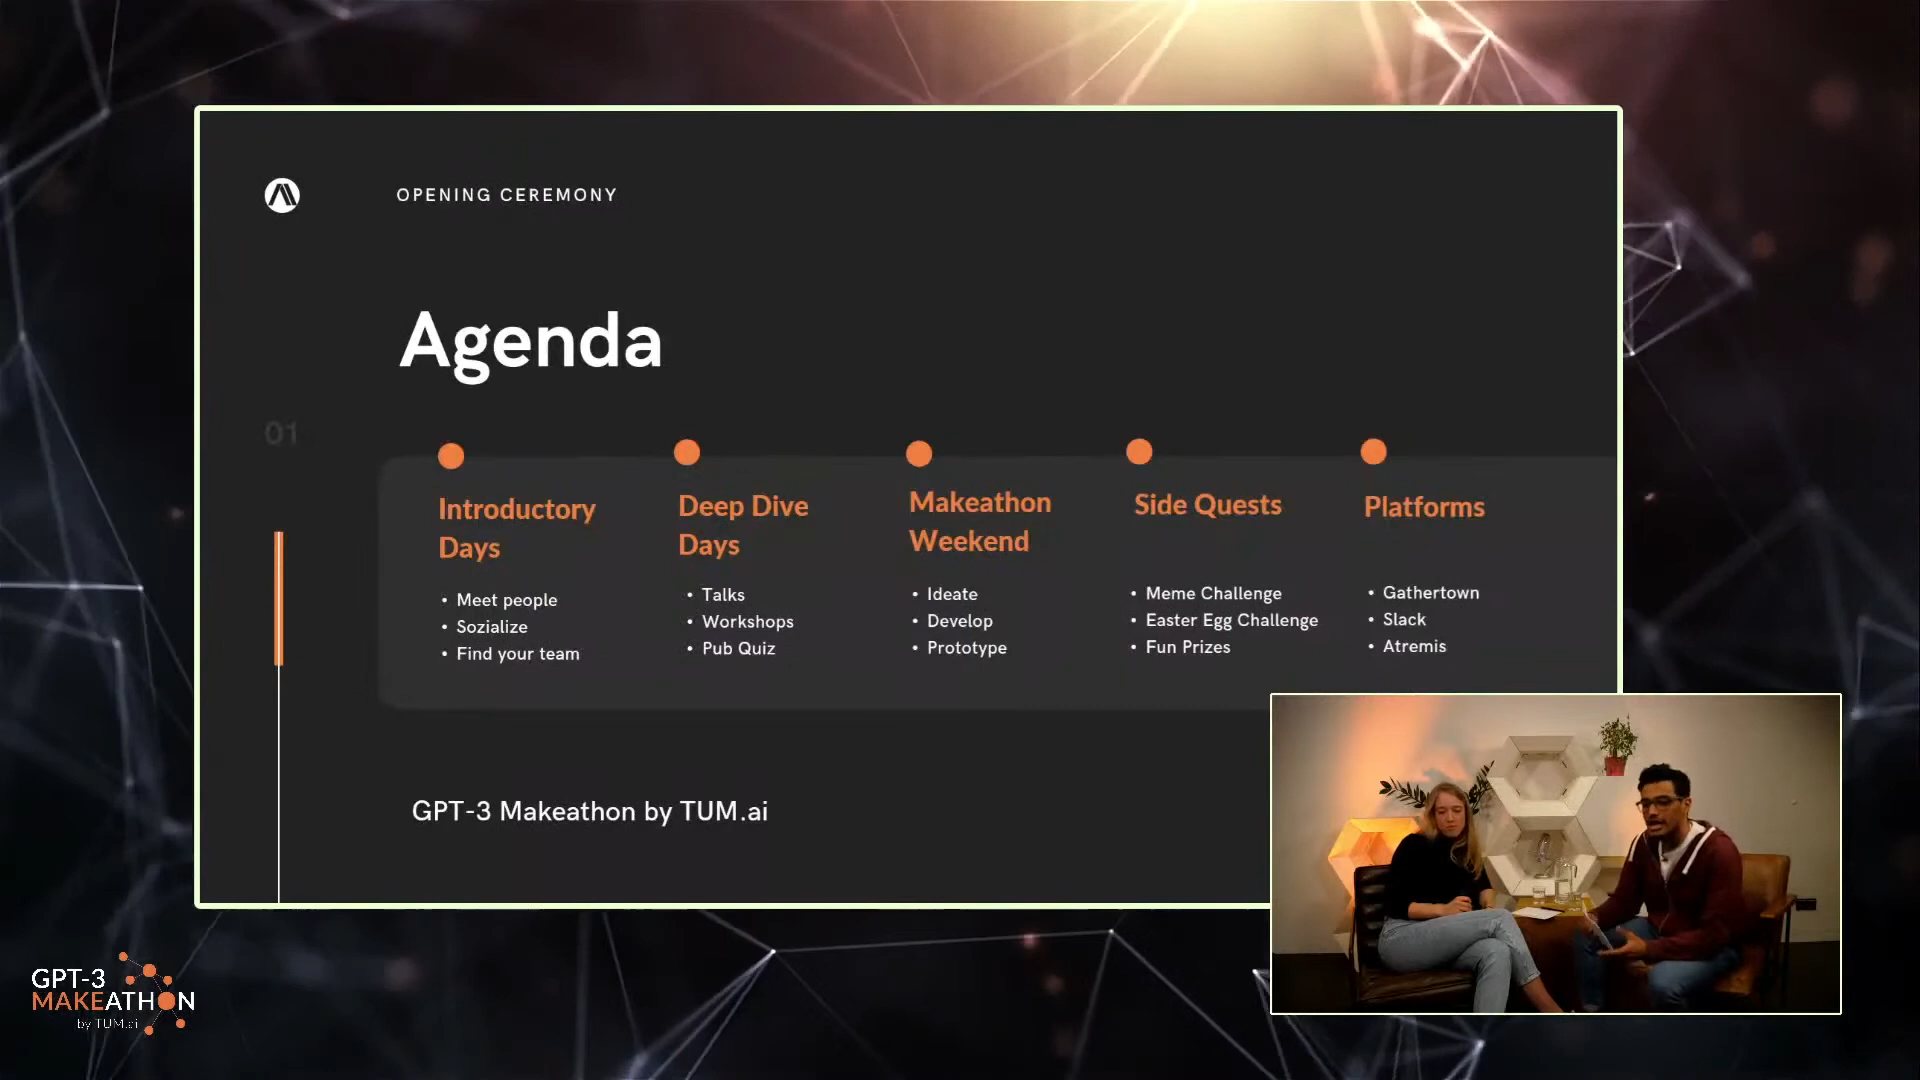 OPENING CEREMONY
Agenda
01
Introductory
Days
• Meet people
• Sozialize
• Find your team
Deep Dive
Days
• Talks
• Workshops
• Pub Quiz
Makeathon
Weekend
• Ideate
• Develop
• Prototype
Side Quests
• Meme Challenge
• Easter Egg Challenge
• Fun Prizes
Platforms
• Gathertown
• Slack
• Atremis
GPT-3 Makeathon by TUM.ai
GPT-3
MAKEATHON
by TUM.ai